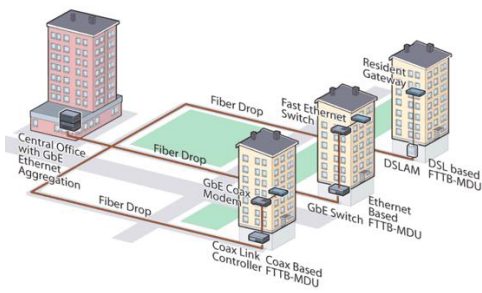 Resident
Gateway
Fiber Drop
Fast Ethernet
Switch
Central Office
with GbE
Ethernet
Aggregation
Fiber Drop
DSLAM
DSL based
FTTB-MDU
GbE Coax
Modem
Fiber Drop
GbE Switch
Ethernet
Based
FTTB-MDU
Coax Link
Controller
Coax Based
FTTB-MDU